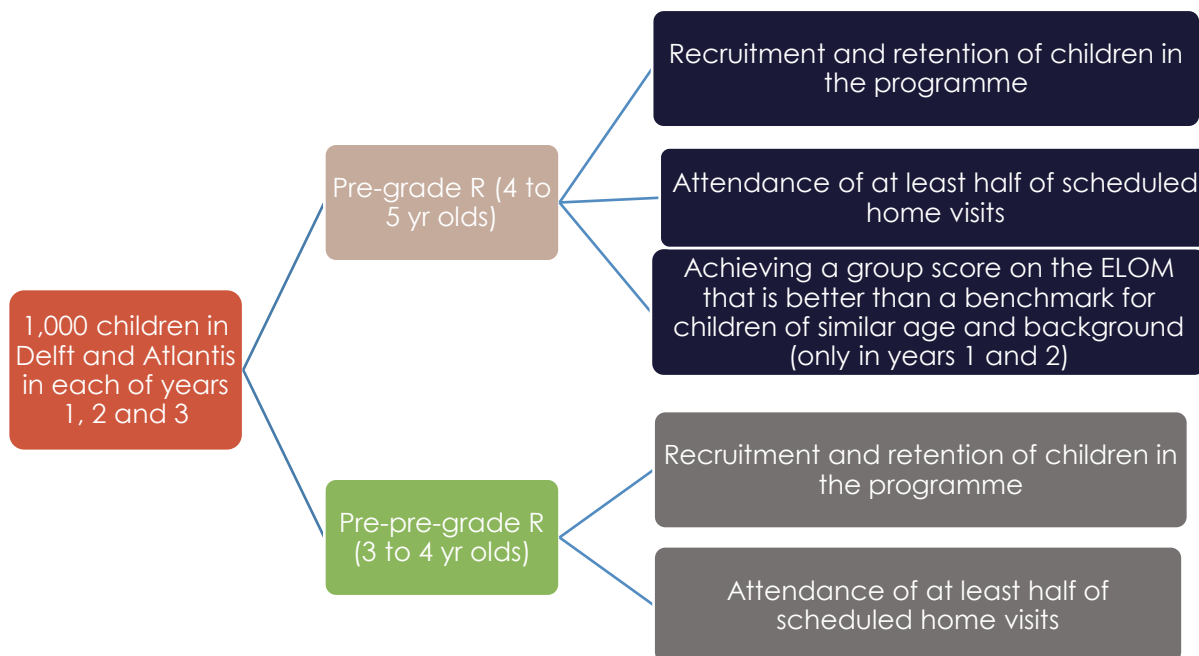 1,000 children in
Delft and Atlantis
in each of years
1, 2 and 3
Pre-grade R (4 to
5 yr olds)
Recruitment and retention of children in
the programme
Attendance of at least half of scheduled
home visits
Achieving a group score on the ELOM
that is better than a benchmark for
children of similar age and background
(only in years 1 and 2)
Pre-pre-grade R
(3 to 4 yr olds)
Recruitment and retention of children in
the programme
Attendance of at least half of
scheduled home visits